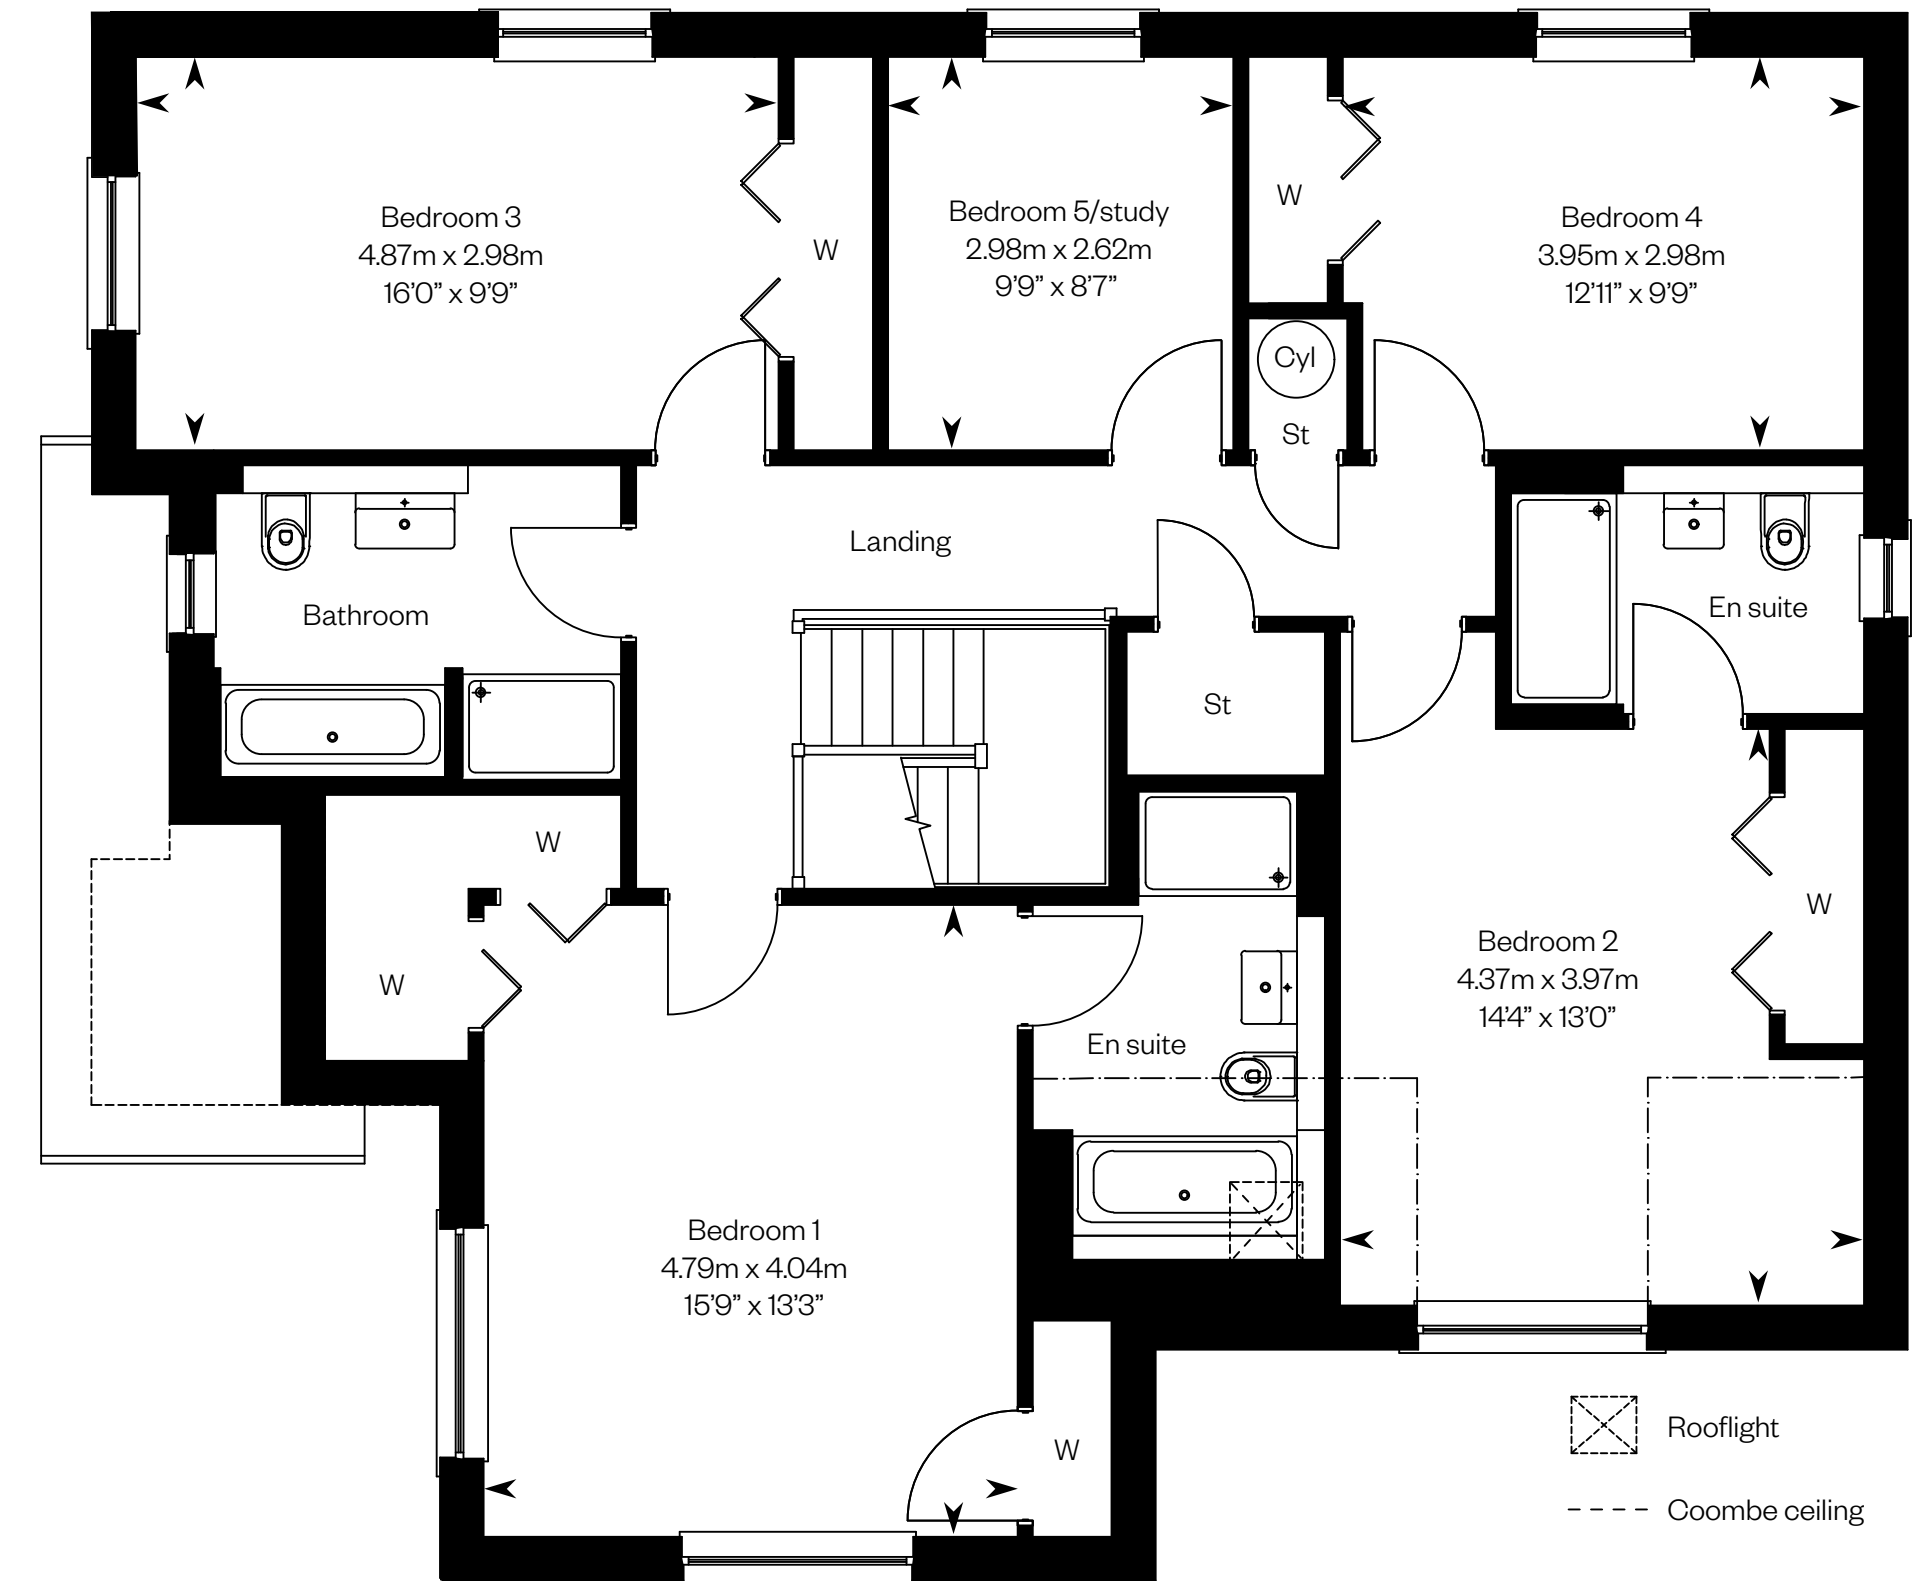 Bedroom 3
4.87m x 2.98m
16’0” x 9’9”
W
Bedroom 5/study
2.98m x 2.62m
9’9” x 8’7”
W
Bedroom 4
3.95m x 2.98m
12’11” x 9’9”
Cyl
St
Landing
Bathroom
En suite
St
W
W
W
Bedroom 2
4.37m x 3.97m
14’4” x 13’0”
En suite
Bedroom 1
4.79m x 4.04m
15’9” x 13’3”
W
Rooflight
Coombe ceiling